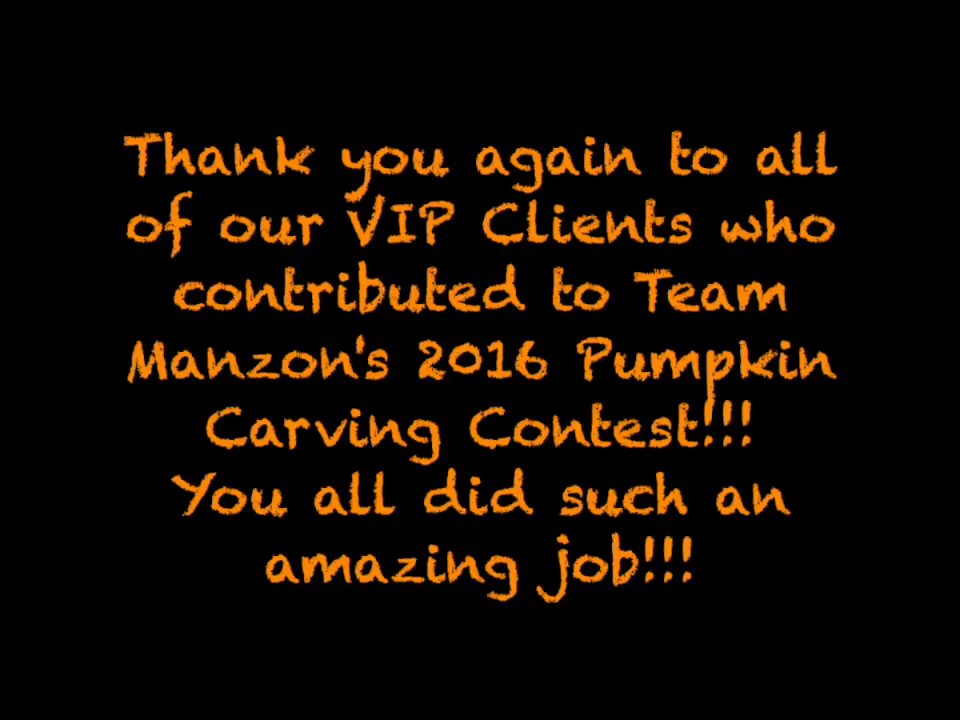 Thank you again to all
of our VIP Clients who
contributed to Team
Manzon's 2016 Pumpkin
Carving Contest!!!
You all did such an
amazing job!!!